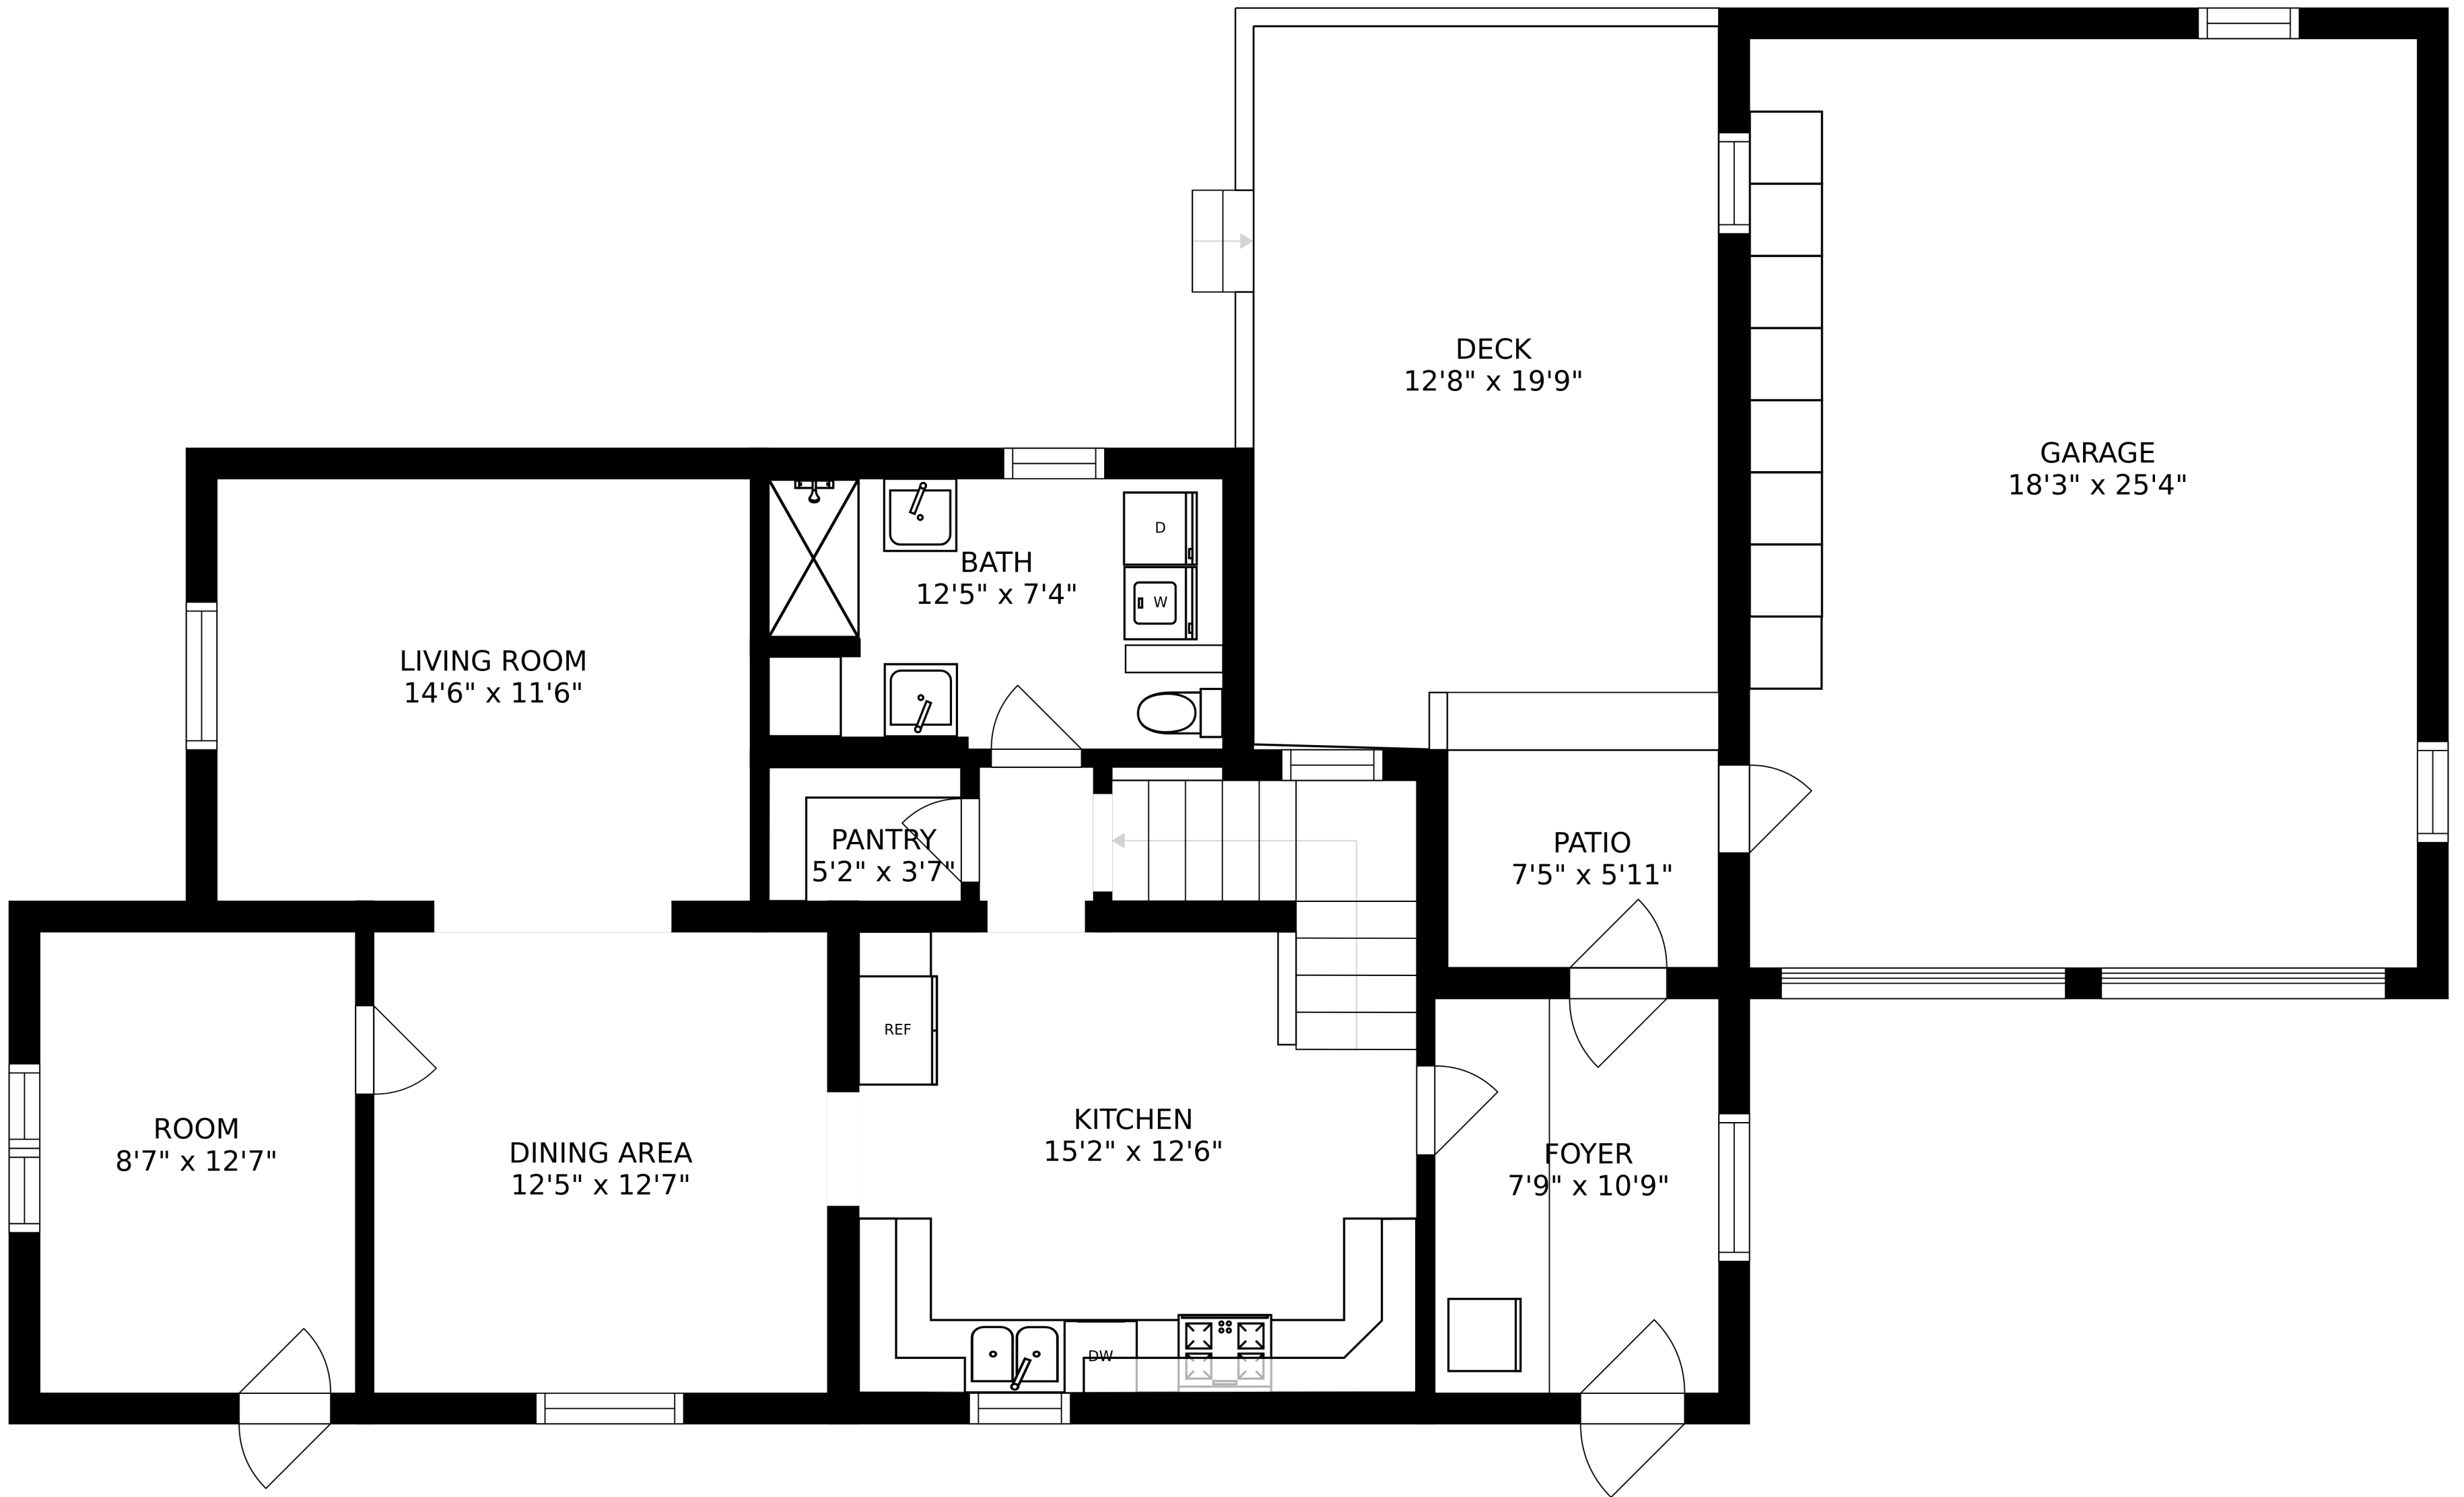 DECK
12'8" x 19'9"
GARAGE
18'3" x 25'4"
D
BATH
12'5" x 7'4"
W
LIVING ROOM
14'6" x 11'6"
PANTRY
5'2" x 3'7"
PATIO
7'5" x 5'11"
REF
ROOM
8'7" x 12'7"
DINING AREA
12'5" x 12'7"
KITCHEN
15'2" x 12'6"
FOYER
7'9" x 10'9"
DW